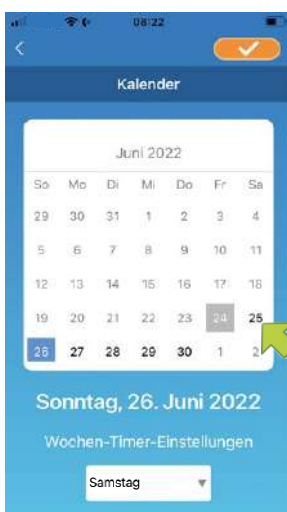 08:22
Kalender
Juni 2022
So Mo Di Mi Do Fr Sa
29 30 31 1 2 3 4
5 6 7 8 9 10 11
12 13 14 15 16 17 18
19 20 21 22 23 24 25
26 27 28 29 30 1 2
Sonntag, 26. Juni 2022
Wochen-Timer-Einstellungen
Samstag